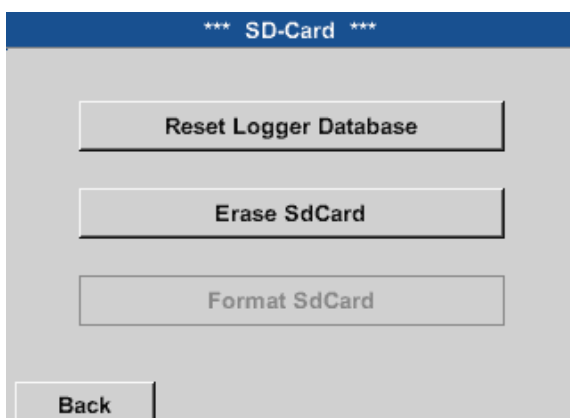 *** SD-Card ***
Reset Logger Database
Erase SdCard
Format SdCard
Back